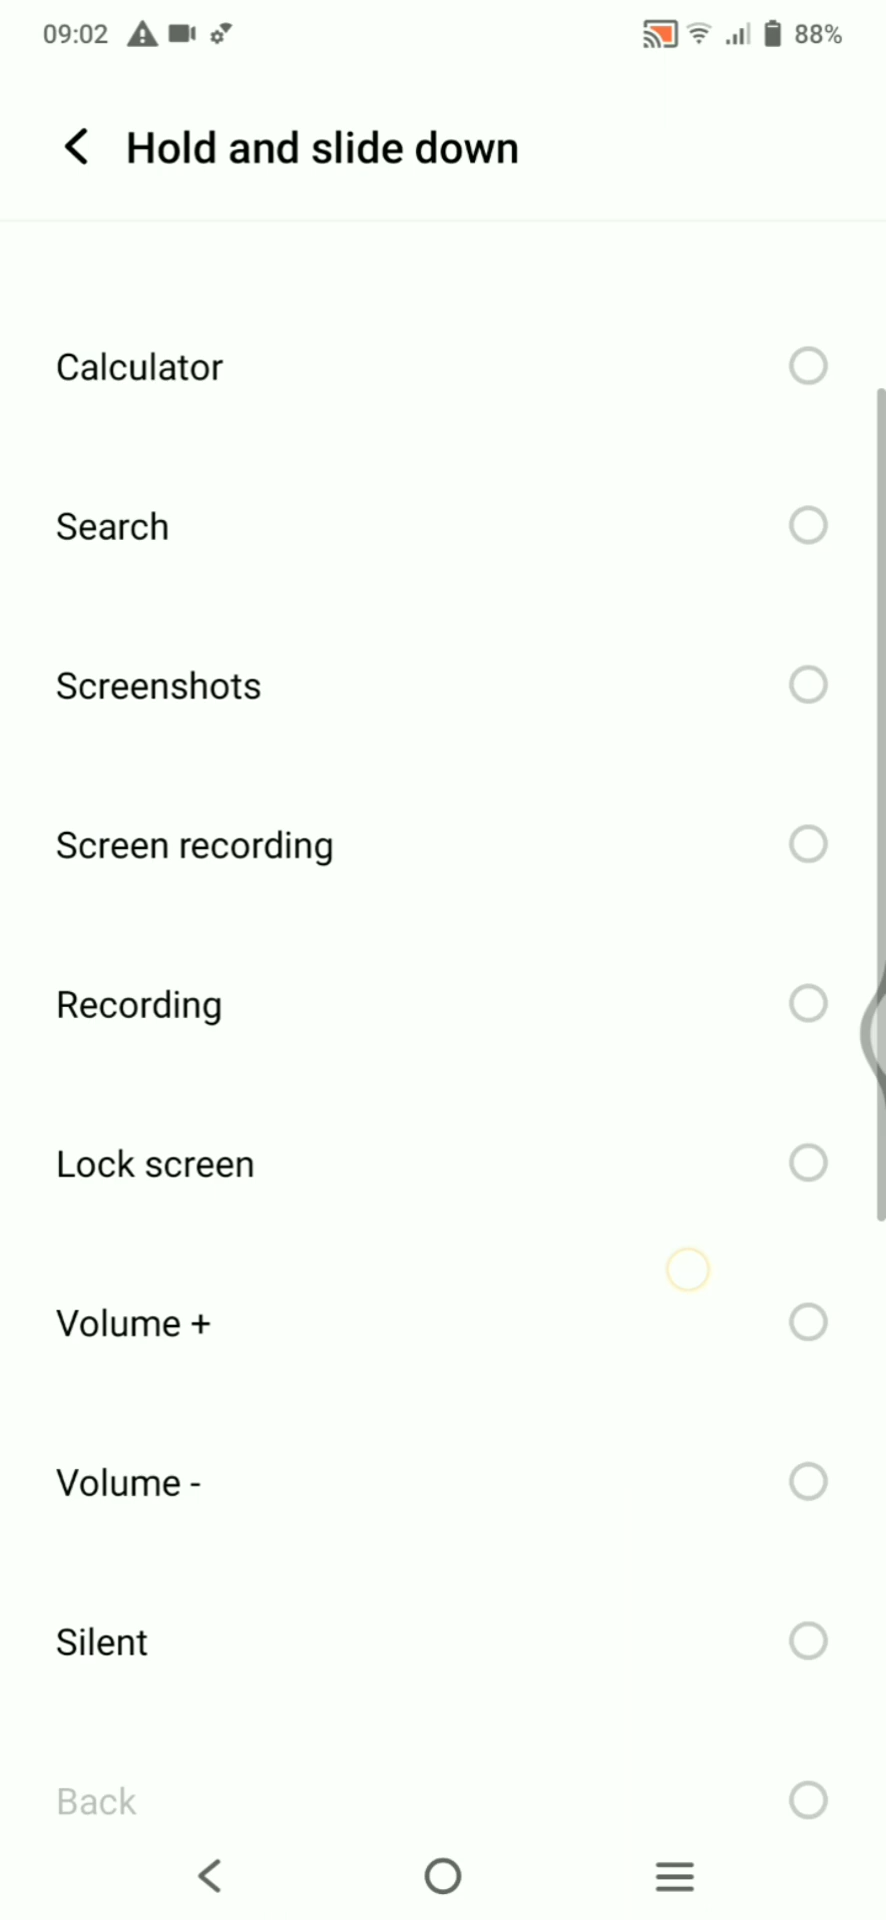 09:02
88%
Hold and slide down
Calculator
Search
Screenshots
Screen recording
Recording
Lock screen
Volume +
Volume -
Silent
Back